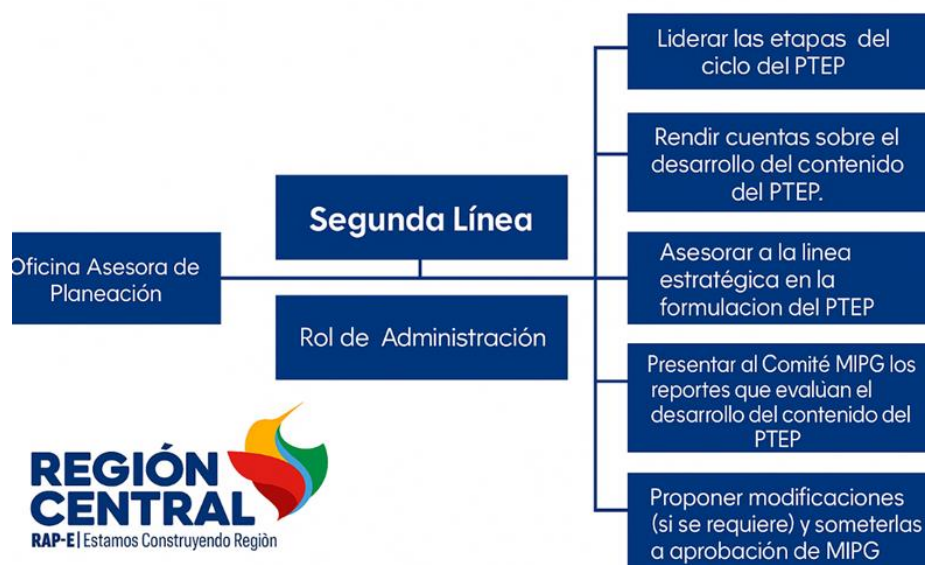 Oficina Asesora de
Planeación
Segunda Línea
Rol de Administración
Liderar las etapas del
ciclo del PTEP
Rendir cuentas sobre el
desarrollo del contenido
del PTEP.
Asesorar a la linea
estratégica en la
formulacion del PTEP
Presentar al Comité MIPG los
reportes que evalùan el
desarrollo del contenido del
PTEP
Proponer modificaciones
(si se requiere) y someterlas
a aprobación de MIPG
REGIÓN
CENTRAL
RAP-E | Estamos Construyendo Regiòn